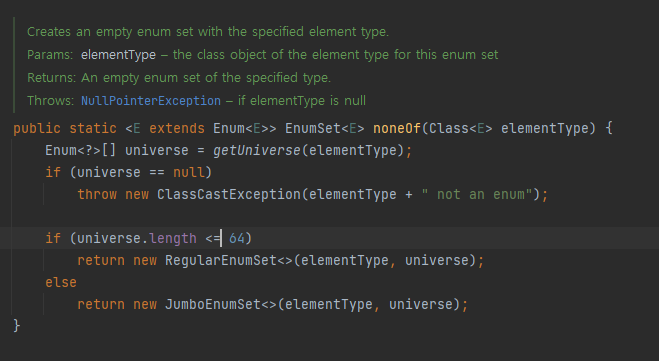 Creates an empty enum set with the specified element type.
Params: elementType – the class object of the element type for this enum set
Returns: An empty enum set of the specified type.
Throws: NullPointerException – if elementType is null
public static <E extends Enum<E>> EnumSet<E> noneOf(Class<E> elementType) {
    Enum<?>[] universe = getUniverse(elementType);
    if (universe == null)
        throw new ClassCastException(elementType + " not an enum");

    if (universe.length <= 64)
        return new RegularEnumSet<>(elementType, universe);
    else
        return new JumboEnumSet<>(elementType, universe);
}